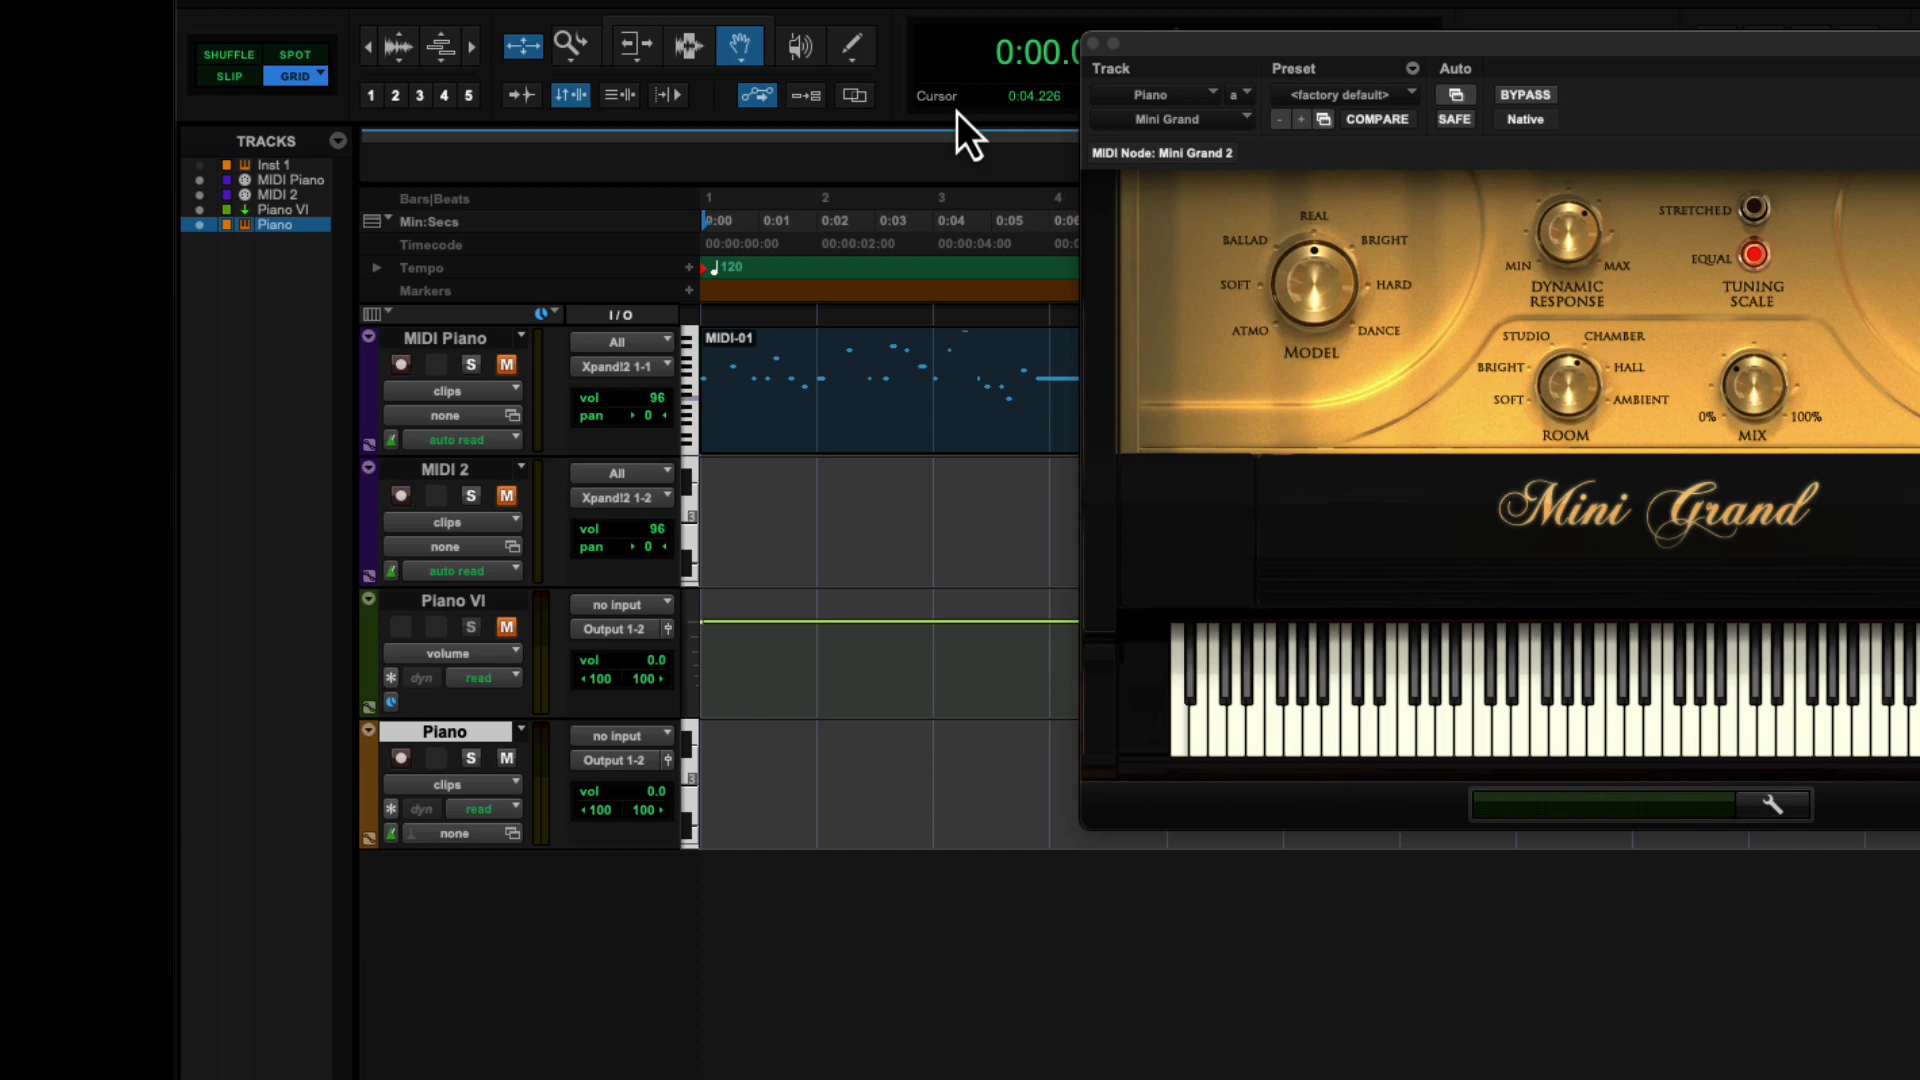 SHUFFLE SPOT
SLIP GRID
1 2 3 4 5
0:00.0
Cursor 0:04.226
TRACKS
Inst 1
MIDI Piano
MIDI 2
Piano VI
Piano
Bars|Beats 1 2 3 4
Min:Secs 0:00 0:01 0:02 0:03 0:04 0:05 0:06
Timecode 00:00:00:00 00:00:02:00 00:00:04:00 00:0
Tempo 120
Markers
I / O
MIDI Piano
S M
clips
none
auto read
All
Xpand!2 1-1
vol 96
pan 0
MIDI-01
MIDI 2
S M
clips
none
auto read
All
Xpand!2 1-2
vol 96
pan 0
3
Piano VI
S M
volume
dyn read
no input
Output 1-2
vol 0.0
100 100
Piano
S M
clips
dyn read
none
no input
Output 1-2
vol 0.0
100 100
3
Track Preset Auto
Piano a <factory default> BYPASS
Mini Grand - + COMPARE SAFE Native
MIDI Node: Mini Grand 2
REAL
BALLAD BRIGHT
SOFT HARD
ATMO DANCE
MODEL
MIN MAX
DYNAMIC
RESPONSE
STRETCHED
EQUAL
TUNING
SCALE
STUDIO CHAMBER
BRIGHT HALL
SOFT AMBIENT
ROOM
0% 100%
MIX
Mini Grand